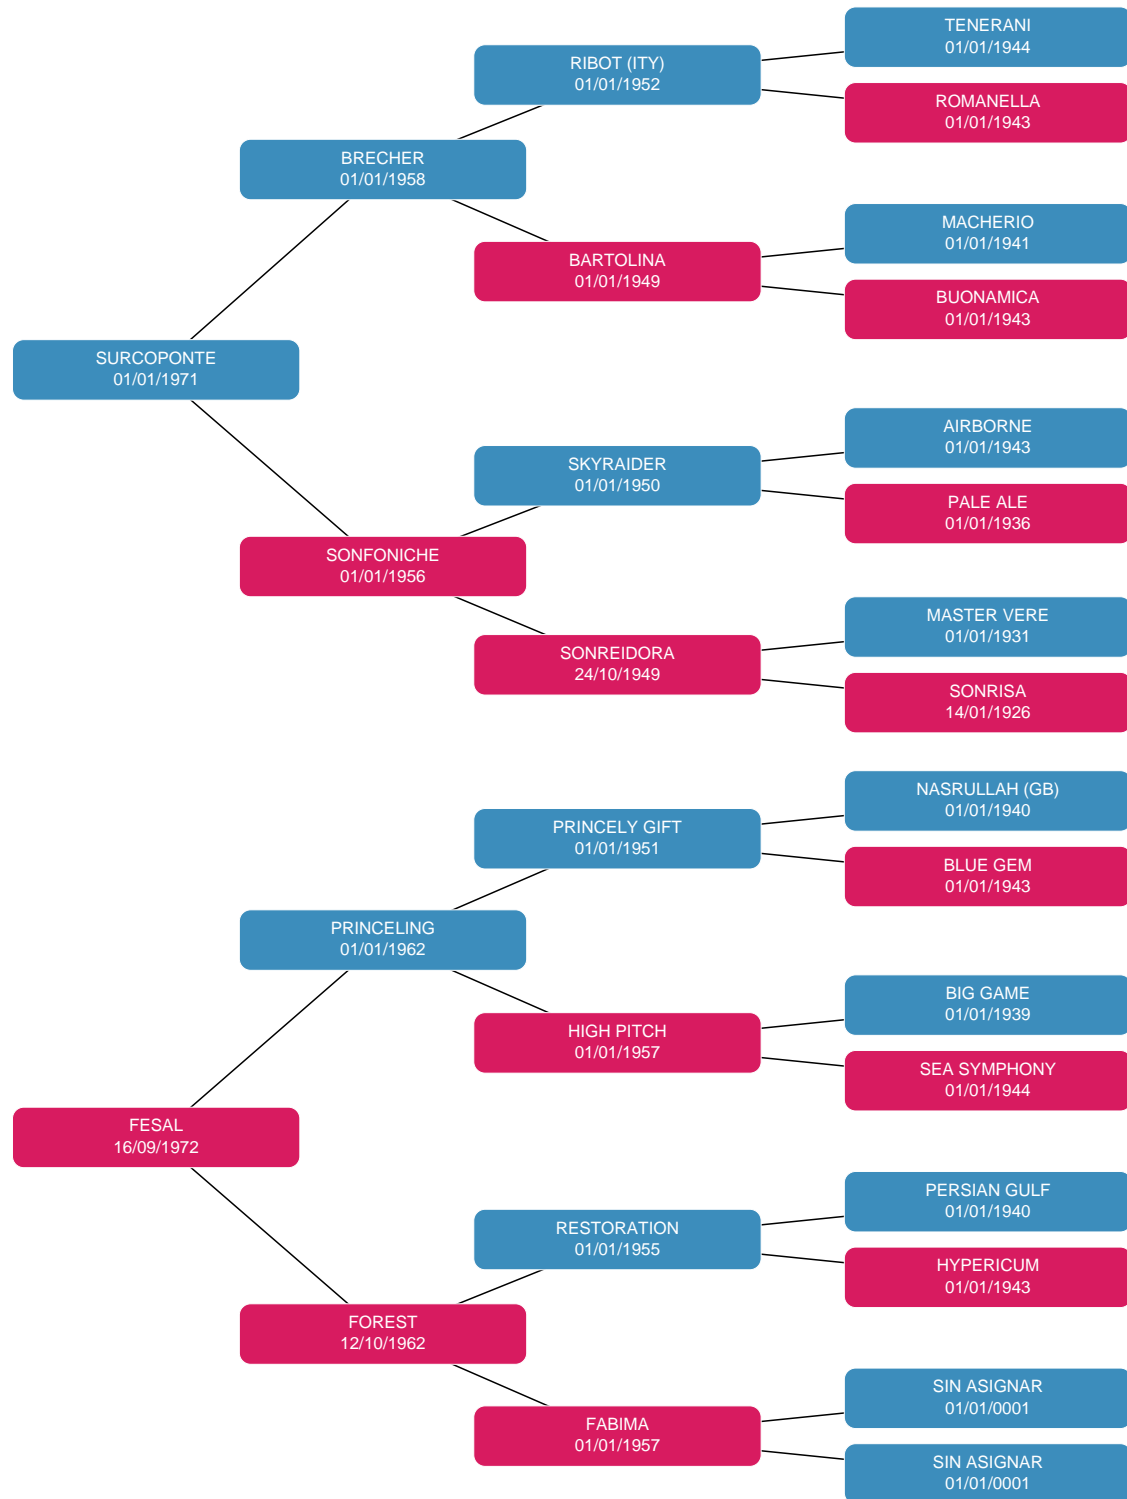 TENERANI
01/01/1944
RIBOT (ITY)
01/01/1952
ROMANELLA
01/01/1943
BRECHER
01/01/1958
MACHERIO
01/01/1941
BARTOLINA
01/01/1949
BUONAMICA
01/01/1943
SURCOPONTE
01/01/1971
AIRBORNE
01/01/1943
SKYRAIDER
01/01/1950
PALE ALE
01/01/1936
SONFONICHE
01/01/1956
MASTER VERE
01/01/1931
SONREIDORA
24/10/1949
SONRISA
14/01/1926
NASRULLAH (GB)
01/01/1940
PRINCELY GIFT
01/01/1951
BLUE GEM
01/01/1943
PRINCELING
01/01/1962
BIG GAME
01/01/1939
HIGH PITCH
01/01/1957
SEA SYMPHONY
01/01/1944
FESAL
16/09/1972
PERSIAN GULF
01/01/1940
RESTORATION
01/01/1955
HYPERICUM
01/01/1943
FOREST
12/10/1962
SIN ASIGNAR
01/01/0001
FABIMA
01/01/1957
SIN ASIGNAR
01/01/0001